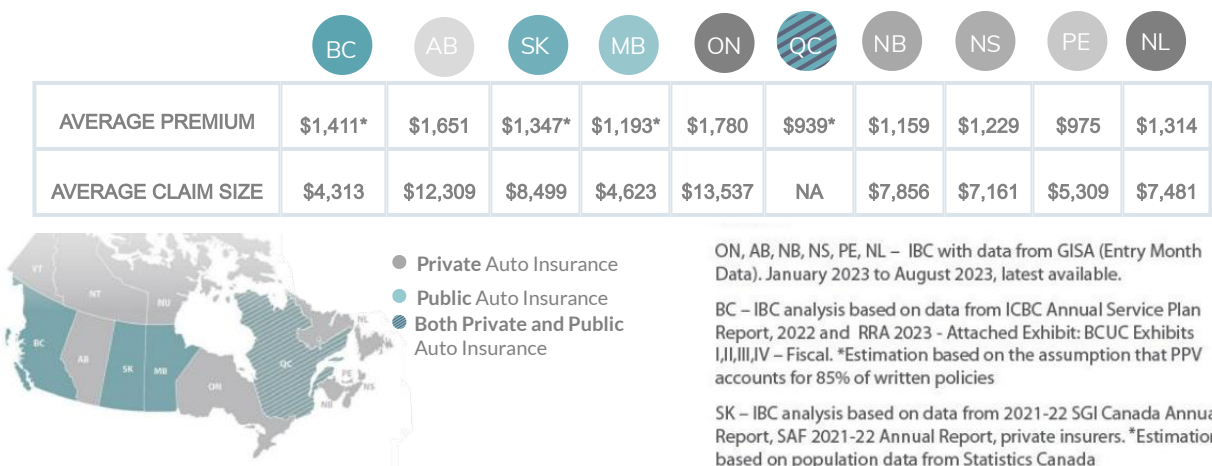 BC AB SK MB ON QC NB NS PE NL
AVERAGE PREMIUM $1,411* $1,651 $1,347* $1,193* $1,780 $939* $1,159 $1,229 $975 $1,314
AVERAGE CLAIM SIZE $4,313 $12,309 $8,499 $4,623 $13,537 NA $7,856 $7,161 $5,309 $7,481
YT
NT
NU
BC
AB
SK
MB
ON
QC
NL
PE
NS
NB
Private Auto Insurance
Public Auto Insurance
Both Private and Public
Auto Insurance
ON, AB, NB, NS, PE, NL – IBC with data from GISA (Entry Month
Data). January 2023 to August 2023, latest available.
BC – IBC analysis based on data from ICBC Annual Service Plan
Report, 2022 and RRA 2023 - Attached Exhibit: BCUC Exhibits
I,II,III,IV – Fiscal. *Estimation based on the assumption that PPV
accounts for 85% of written policies
SK – IBC analysis based on data from 2021-22 SGI Canada Annua
Report, SAF 2021-22 Annual Report, private insurers. *Estimation
based on population data from Statistics Canada